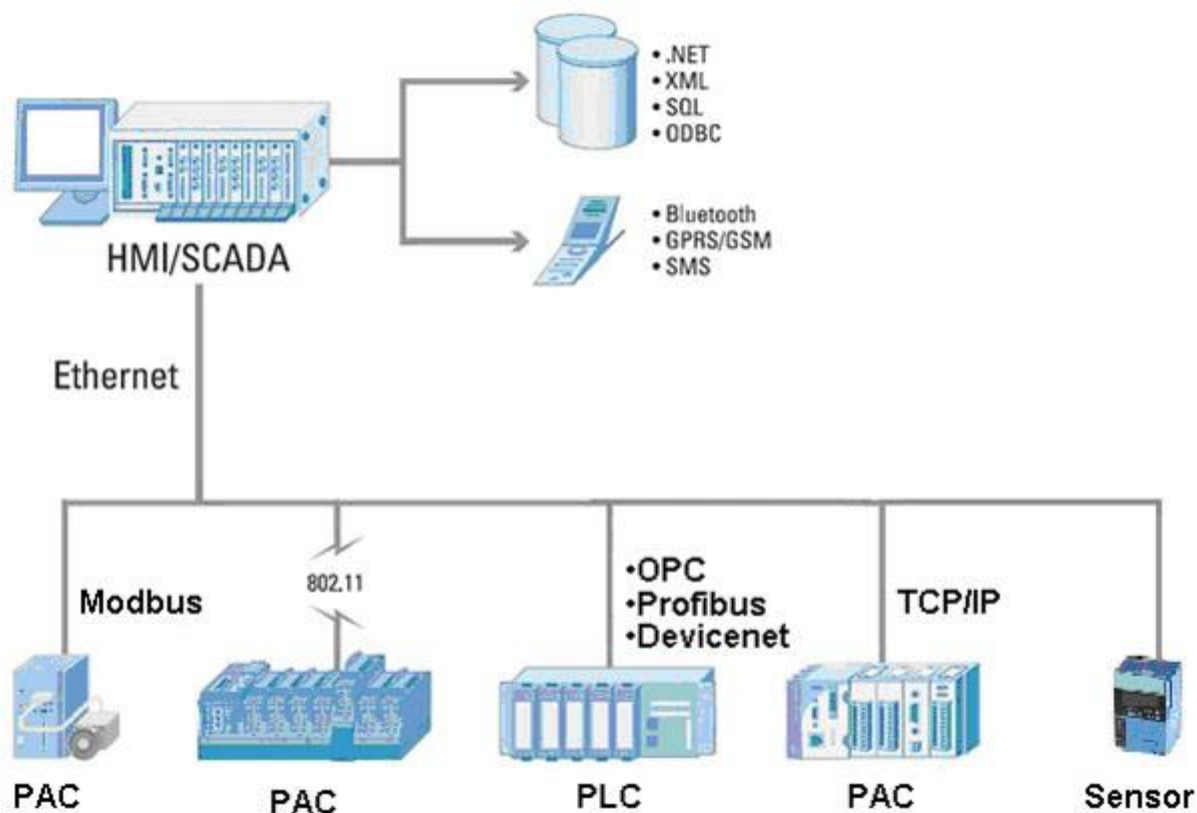 • .NET
• XML
• SQL
• ODBC
HMI/SCADA
• Bluetooth
• GPRS/GSM
• SMS
Ethernet
Modbus
802.11
•OPC
•Profibus
•Devicenet
TCP/IP
PAC
PAC
PLC
PAC
Sensor